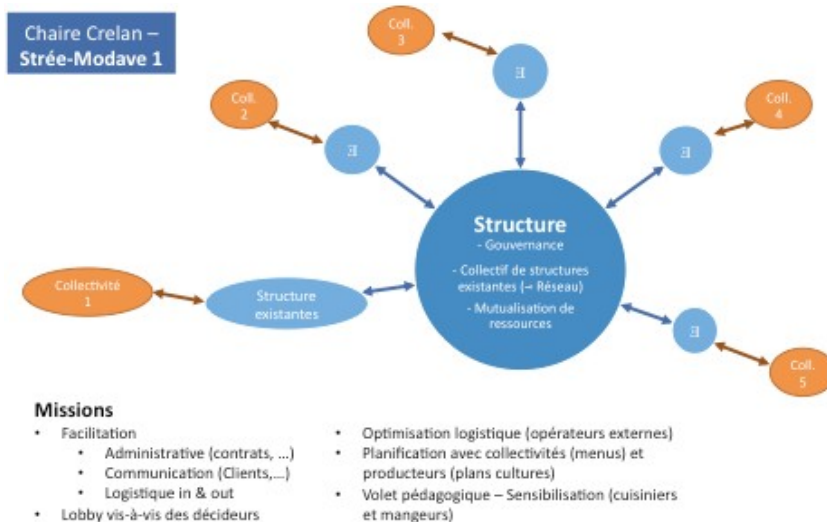 Chaire Crelan –
Strée-Modave 1
Coll.
3
Coll.
2
Coll.
4
E
E
E
Structure
- Gouvernance
- Collectif de structures
existantes (→ Réseau)
- Mutualisation de
ressources
Collectivité
1
Structure
existantes
E
Coll.
5
Missions
• Facilitation
• Administrative (contrats, ...)
• Communication (Clients,...)
• Logistique in & out
• Lobby vis-à-vis des décideurs
• Optimisation logistique (opérateurs externes)
• Planification avec collectivités (menus) et
producteurs (plans cultures)
• Volet pédagogique – Sensibilisation (cuisiniers
et mangeurs)